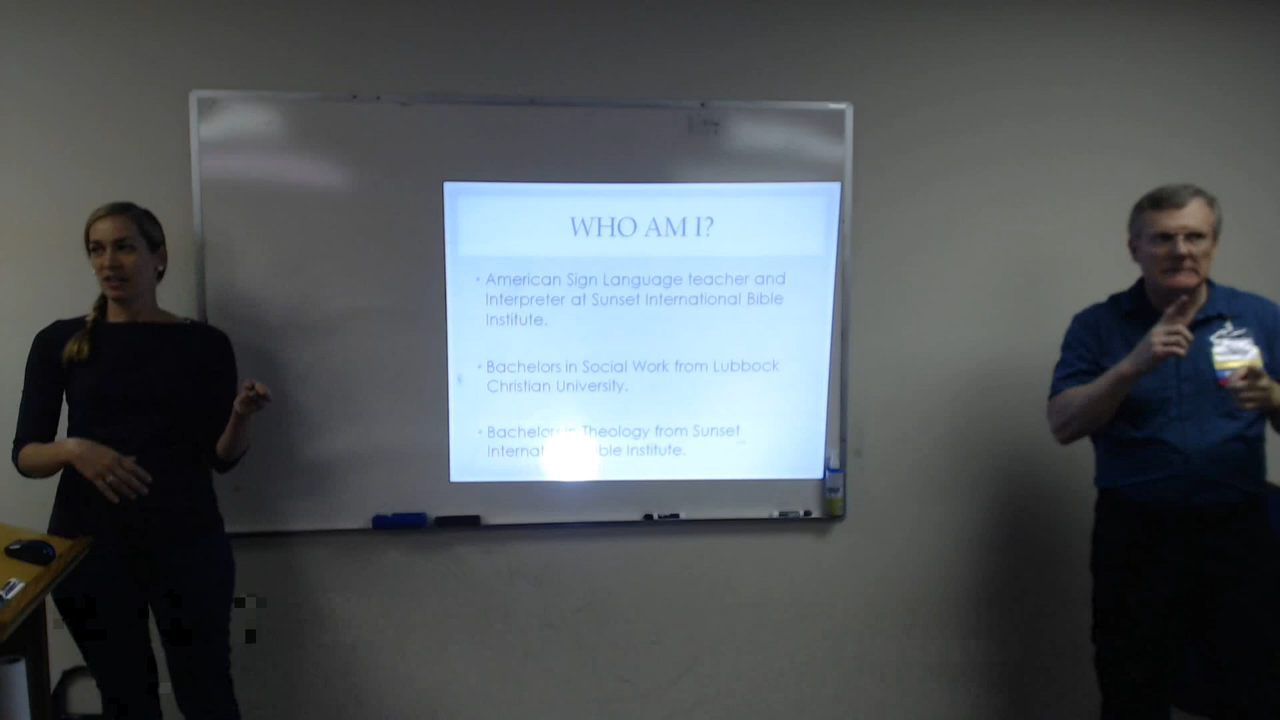 WHO AM I?
• American Sign Language teacher and
Interpreter at Sunset International Bible
Institute.
• Bachelors in Social Work from Lubbock
Christian University.
• Theology from Sunset
Institute.